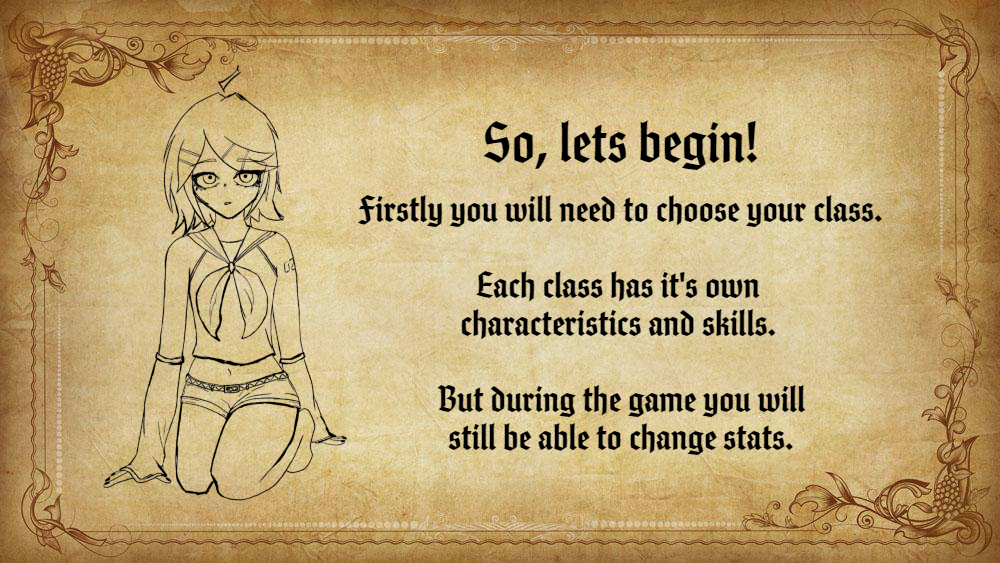 So, lets begin!
Firstly you will need to choose your class.
Each class has it's own
characteristics and skills.
But during the game you will
still be able to change stats.